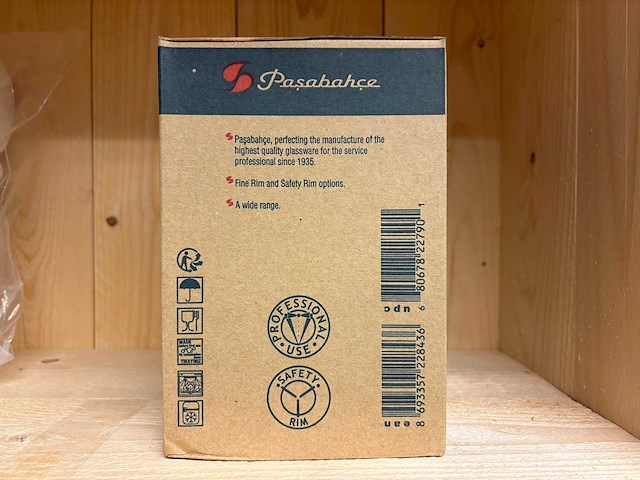 Paşabahçe
Paşabahçe, perfecting the manufacture of the
highest quality glassware for the service
professional since 1935.
Fine Rim and Safety Rim options.
A wide range.
PROFESSIONAL
• USE •
• SAFETY •
RIM
6 80678 22790 1
upc
8 693357 228436
ean